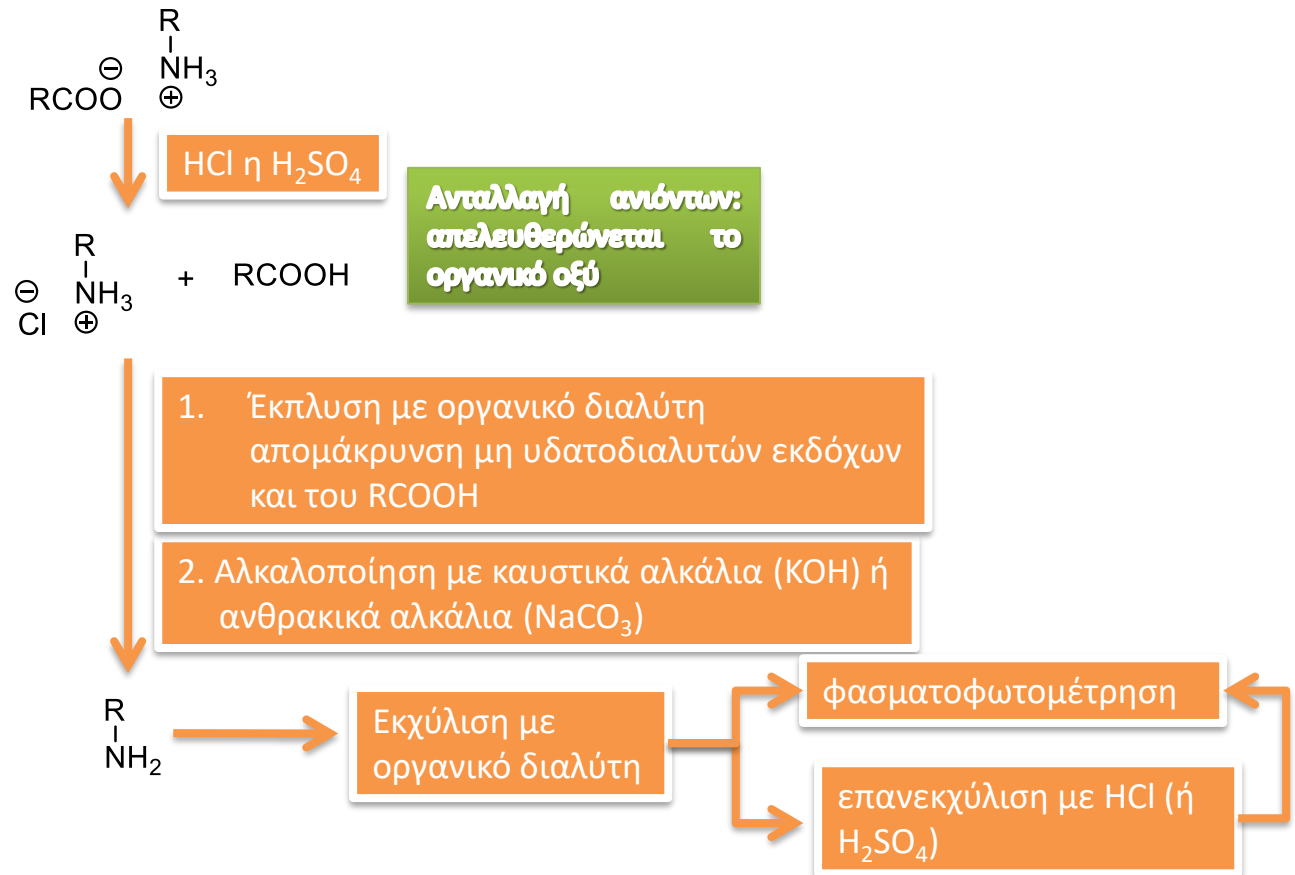 R
NH₃
⊕
RCOO
⊖
HCl η H₂SO₄
Ανταλλαγή ανιόντων:
απελευθερώνεται το
οργανικό οξύ
R
NH₃
⊕
⊖
Cl
+ RCOOH
1. Έκπλυση με οργανικό διαλύτη
απομάκρυνση μη υδατοδιαλυτών εκδόχων
και του RCOOH
2. Αλκαλοποίηση με καυστικά αλκάλια (KOH) ή
ανθρακικά αλκάλια (NaCO₃)
R
NH₂
Εκχύλιση με
οργανικό διαλύτη
φασματοφωτομέτρηση
επανεκχύλιση με HCl (ή
H₂SO₄)